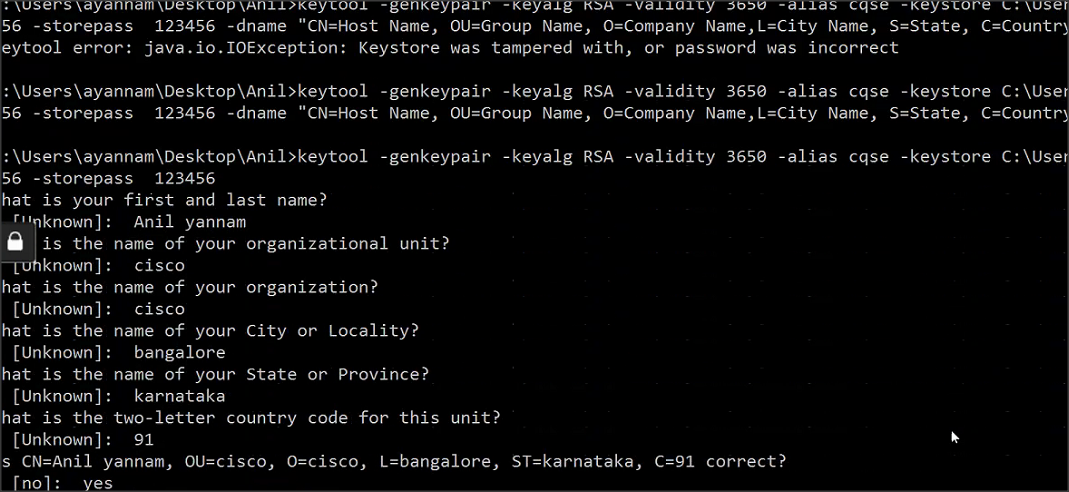 :\Users\ayannam\Desktop\Anil>keytool -genkeypair -keyalg RSA -validity 3650 -alias cqse -keystore C:\User
56 -storepass  123456 -dname "CN=Host Name, OU=Group Name, O=Company Name,L=City Name, S=State, C=Country
eytool error: java.io.IOException: Keystore was tampered with, or password was incorrect
:\Users\ayannam\Desktop\Anil>keytool -genkeypair -keyalg RSA -validity 3650 -alias cqse -keystore C:\User
56 -storepass  123456 -dname "CN=Host Name, OU=Group Name, O=Company Name,L=City Name, S=State, C=Country
:\Users\ayannam\Desktop\Anil>keytool -genkeypair -keyalg RSA -validity 3650 -alias cqse -keystore C:\User
56 -storepass  123456
hat is your first and last name?
[Unknown]:  Anil yannam
is the name of your organizational unit?
[Unknown]:  cisco
hat is the name of your organization?
[Unknown]:  cisco
hat is the name of your City or Locality?
[Unknown]:  bangalore
hat is the name of your State or Province?
[Unknown]:  karnataka
hat is the two-letter country code for this unit?
[Unknown]:  91
s CN=Anil yannam, OU=cisco, O=cisco, L=bangalore, ST=karnataka, C=91 correct?
[no]:  yes